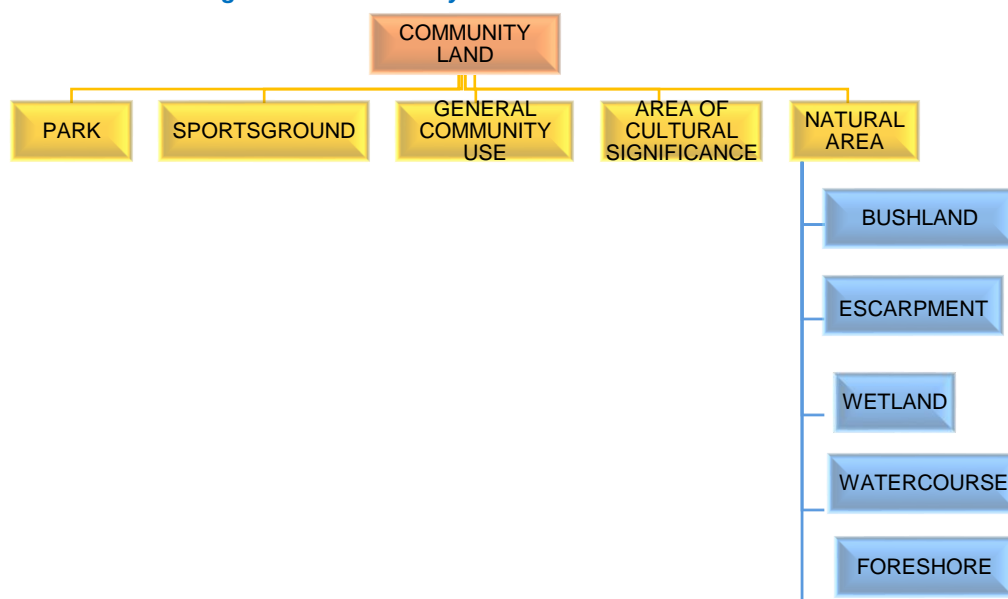 COMMUNITY
LAND
PARK
SPORTSGROUND
GENERAL
COMMUNITY
USE
AREA OF
CULTURAL
SIGNIFICANCE
NATURAL
AREA
BUSHLAND
ESCARPMENT
WETLAND
WATERCOURSE
FORESHORE